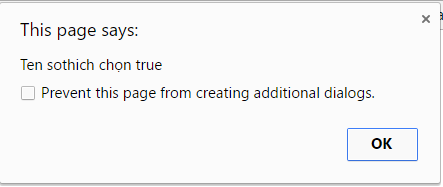 This page says:
Ten sothich chọn true
Prevent this page from creating additional dialogs.
OK